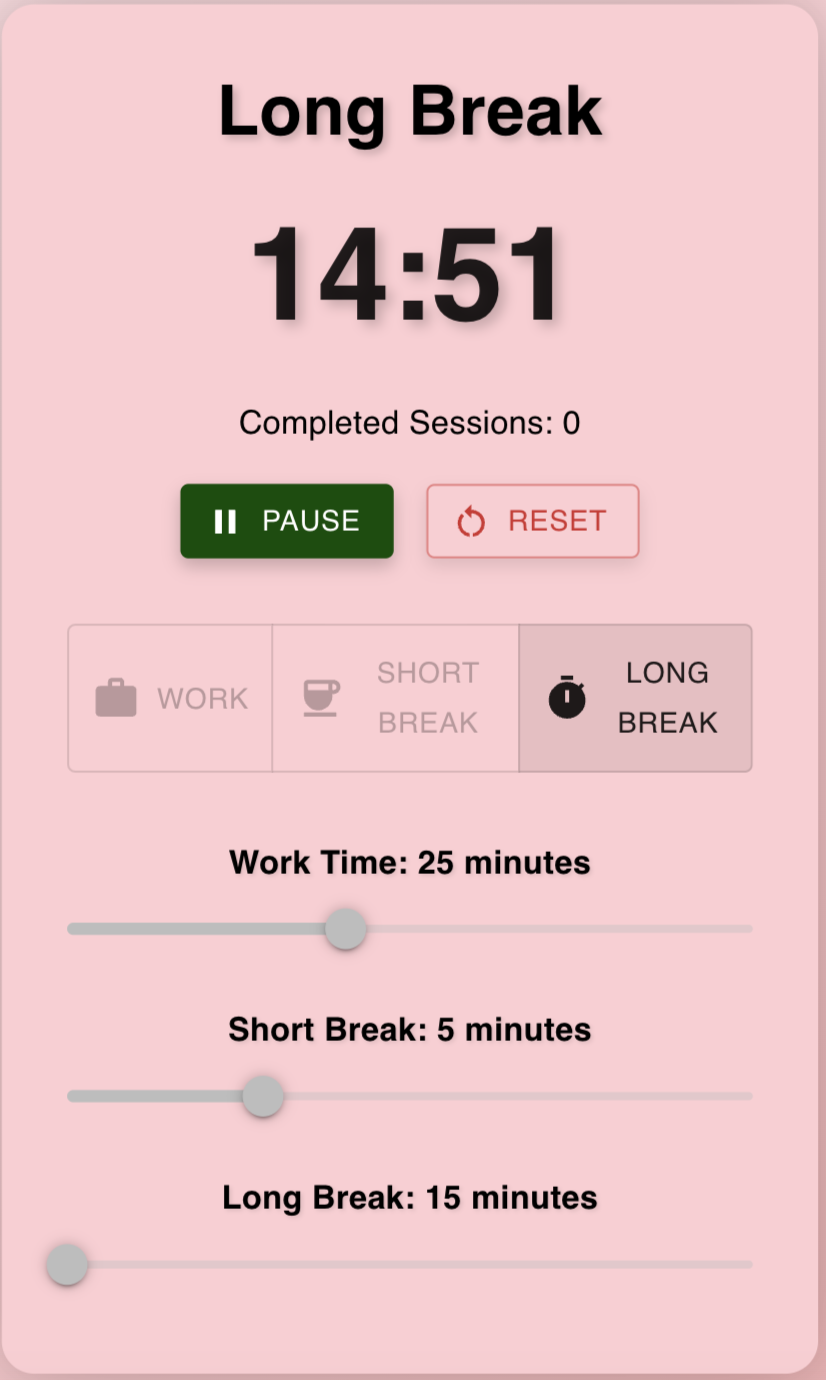 Long Break
14:51
Completed Sessions: 0
PAUSE
RESET
WORK
SHORT
BREAK
LONG
BREAK
Work Time: 25 minutes
Short Break: 5 minutes
Long Break: 15 minutes